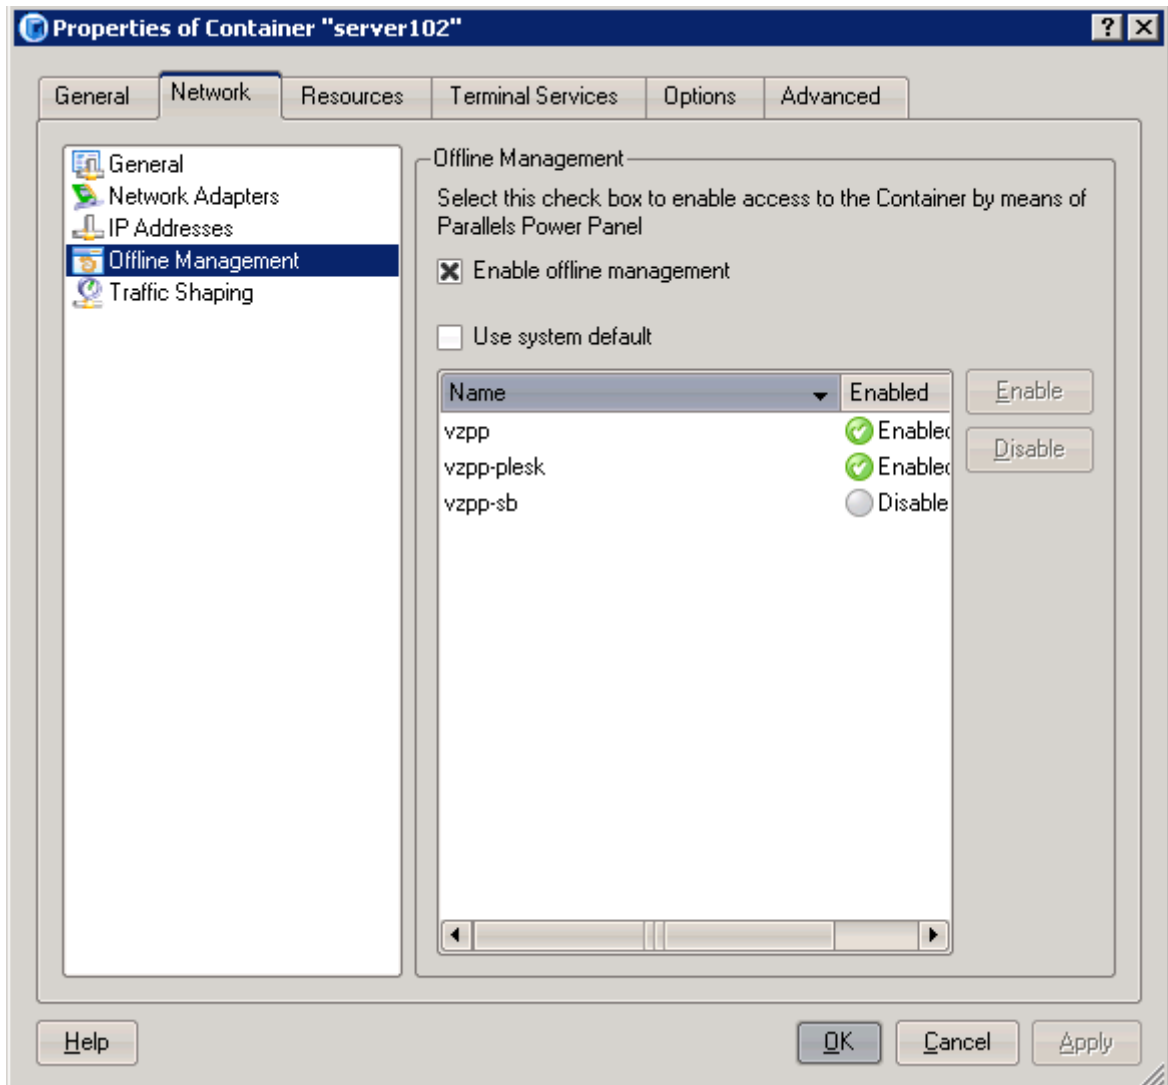 Properties of Container "server102"
General Network Resources Terminal Services Options Advanced
General
Network Adapters
IP Addresses
Offline Management
Traffic Shaping
Offline Management
Select this check box to enable access to the Container by means of
Parallels Power Panel
Enable offline management
Use system default
Name Enabled
vzpp Enabled
vzpp-plesk Enabled
vzpp-sb Disable
Enable
Disable
Help OK Cancel Apply